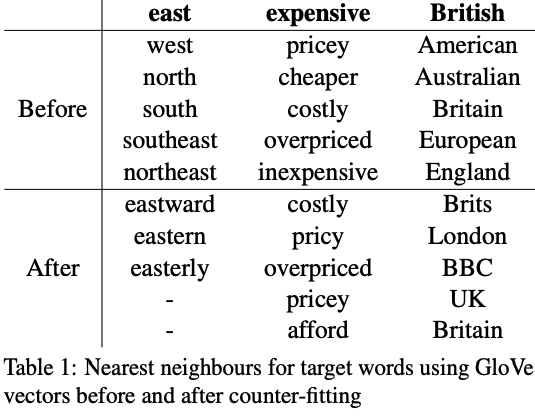 east expensive British
west pricey American
north cheaper Australian
Before south costly Britain
southeast overpriced European
northeast inexpensive England
eastward costly Brits
eastern pricy London
After easterly overpriced BBC
- pricey UK
- afford Britain
Table 1: Nearest neighbours for target words using GloVe
vectors before and after counter-fitting